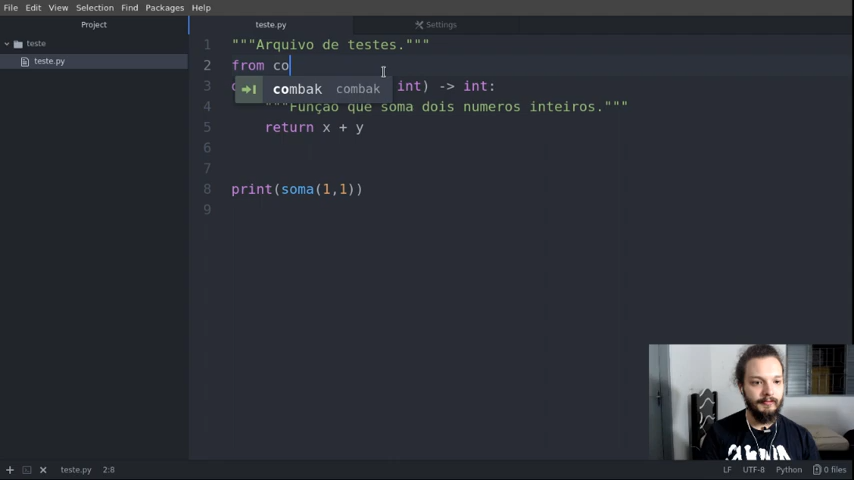 File Edit View Selection Find Packages Help
Project
teste.py
Settings
teste
teste.py
1 """Arquivo de testes."""
2 from co
combak combak
3 int) -> int:
4 """Função que soma dois numeros inteiros."""
5 return x + y
6
7
8 print(soma(1,1))
9
teste.py 2:8
LF UTF-8 Python 0 files